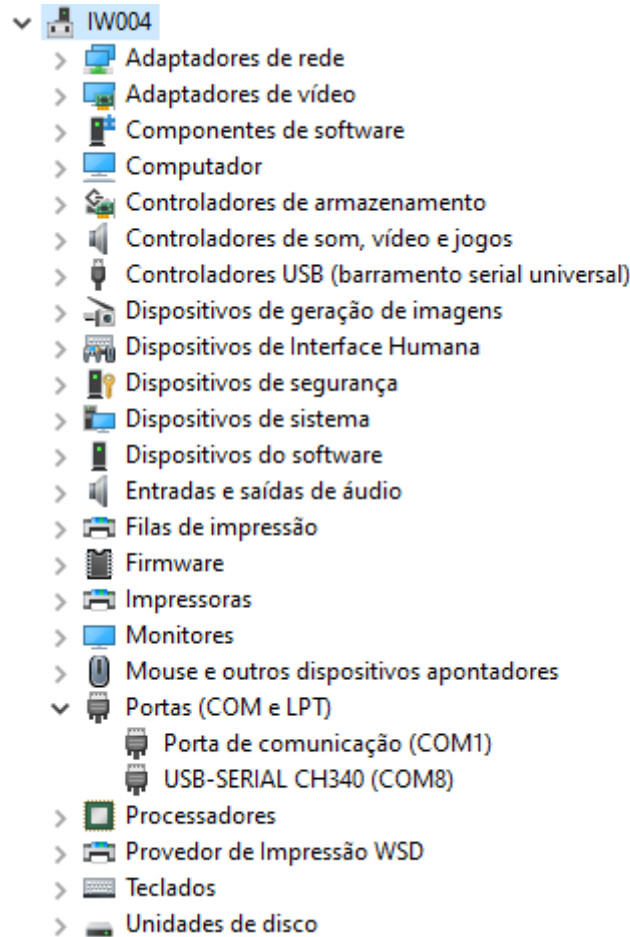 IW004
Adaptadores de rede
Adaptadores de vídeo
Componentes de software
Computador
Controladores de armazenamento
Controladores de som, vídeo e jogos
Controladores USB (barramento serial universal)
Dispositivos de geração de imagens
Dispositivos de Interface Humana
Dispositivos de segurança
Dispositivos de sistema
Dispositivos do software
Entradas e saídas de áudio
Filas de impressão
Firmware
Impressoras
Monitores
Mouse e outros dispositivos apontadores
Portas (COM e LPT)
Porta de comunicação (COM1)
USB-SERIAL CH340 (COM8)
Processadores
Provedor de Impressão WSD
Teclados
Unidades de disco